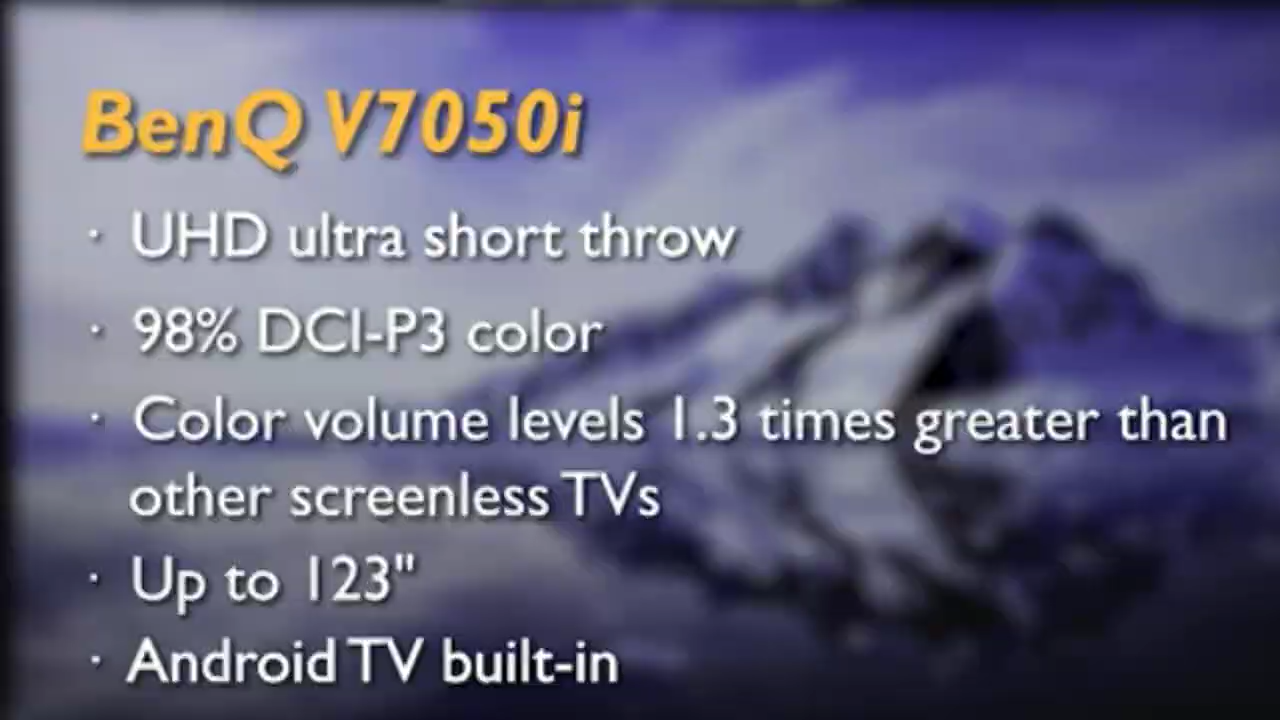 BenQ V7050i
· UHD ultra short throw
· 98% DCI-P3 color
· Color volume levels 1.3 times greater than
other screenless TVs
· Up to 123"
· Android TV built-in